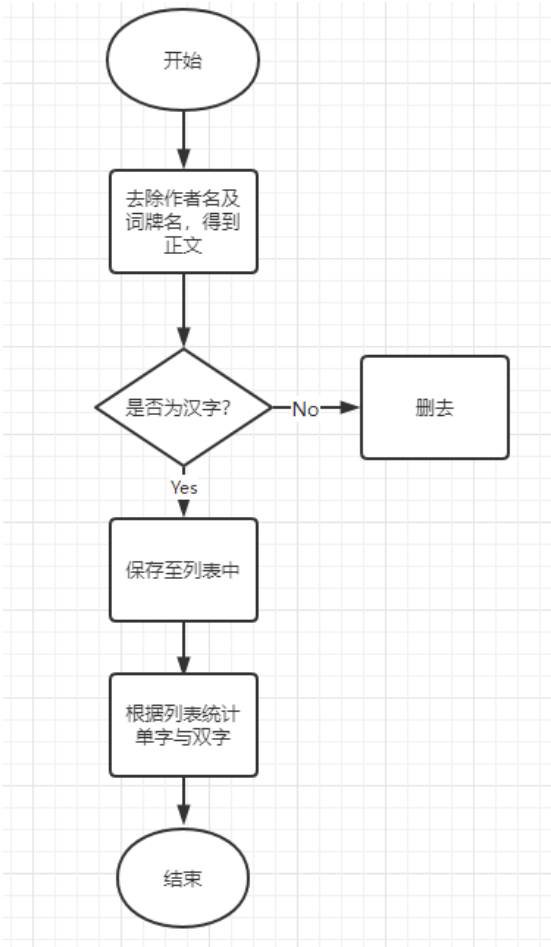 开始
去除作者名及
词牌名，得到
正文
是否为汉字？
No
删去
Yes
保存至列表中
根据列表统计
单字与双字
结束